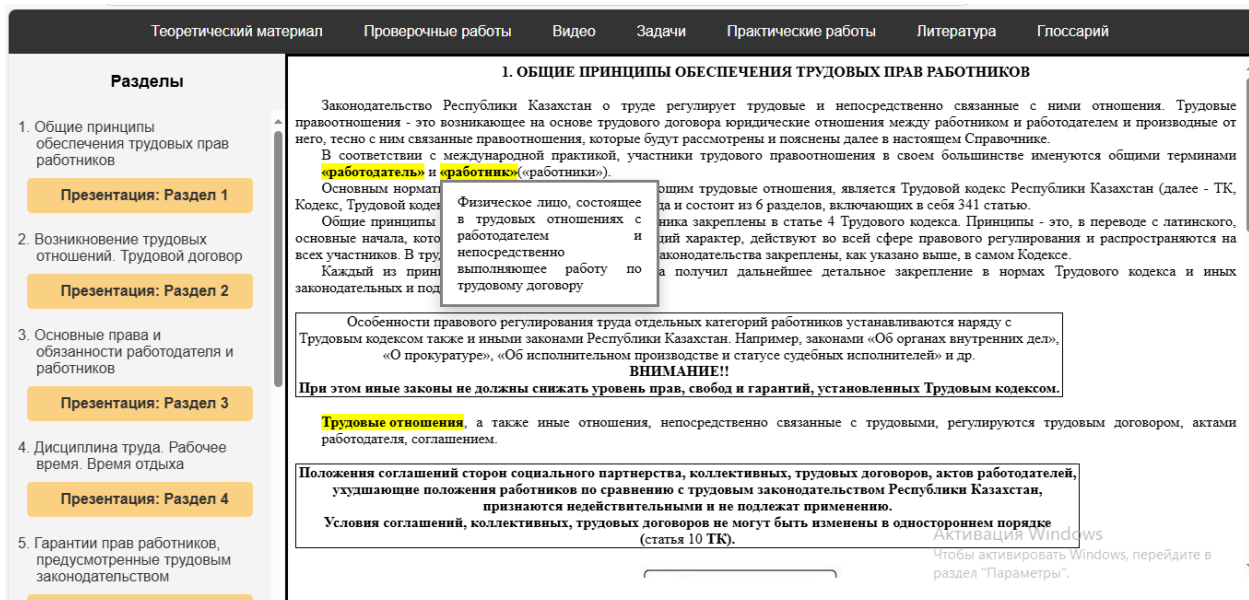 Теоретический материал Проверочные работы Видео Задачи Практические работы Литература Глоссарий
Разделы
1. Общие принципы
обеспечения трудовых прав
работников
Презентация: Раздел 1
2. Возникновение трудовых
отношений. Трудовой договор
Презентация: Раздел 2
3. Основные права и
обязанности работодателя и
работников
Презентация: Раздел 3
4. Дисциплина труда. Рабочее
время. Время отдыха
Презентация: Раздел 4
5. Гарантии прав работников,
предусмотренные трудовым
законодательством
1. ОБЩИЕ ПРИНЦИПЫ ОБЕСПЕЧЕНИЯ ТРУДОВЫХ ПРАВ РАБОТНИКОВ
Законодательство Республики Казахстан о труде регулирует трудовые и непосредственно связанные с ними отношения. Трудовые
правоотношения - это возникающее на основе трудового договора юридические отношения между работником и работодателем и производные от
него, тесно с ним связанные правоотношения, которые будут рассмотрены и пояснены далее в настоящем Справочнике.
В соответствии с международной практикой, участники трудового правоотношения в своем большинстве именуются общими терминами
«работодатель» и «работник»(«работники»).
Основным ющим трудовые отношения, является Трудовой кодекс Республики Казахстан (далее - ТК,
Кодекс, Трудовой да и состоит из 6 разделов, включающих в себя 341 статью.
Общие принципы ника закреплены в статье 4 Трудового кодекса. Принципы - это, в переводе с латинского,
основные начала, кото ций характер, действуют во всей сфере правового регулирования и распространяются на
всех участников. В аконодательства закреплены, как указано выше, в самом Кодексе.
Каждый из а получил дальнейшее детальное закрепление в нормах Трудового кодекса и иных
законодательных и под
Физическое лицо, состоящее
в трудовых отношениях с
работодателем и
непосредственно
выполняющее работу по
трудовому договору
Особенности правового регулирования труда отдельных категорий работников устанавливаются наряду с
Трудовым кодексом также и иными законами Республики Казахстан. Например, законами «Об органах внутренних дел»,
«О прокуратуре», «Об исполнительном производстве и статусе судебных исполнителей» и др.
ВНИМАНИЕ!!
При этом иные законы не должны снижать уровень прав, свобод и гарантий, установленных Трудовым кодексом.
Трудовые отношения, а также иные отношения, непосредственно связанные с трудовыми, регулируются трудовым договором, актами
работодателя, соглашением.
Положения соглашений сторон социального партнерства, коллективных, трудовых договоров, актов работодателей,
ухудшающие положения работников по сравнению с трудовым законодательством Республики Казахстан,
признаются недействительными и не подлежат применению.
Условия соглашений, коллективных, трудовых договоров не могут быть изменены в одностороннем порядке
(статья 10 ТК).
Активация Windows
Чтобы активировать Windows, перейдите в
раздел "Параметры".